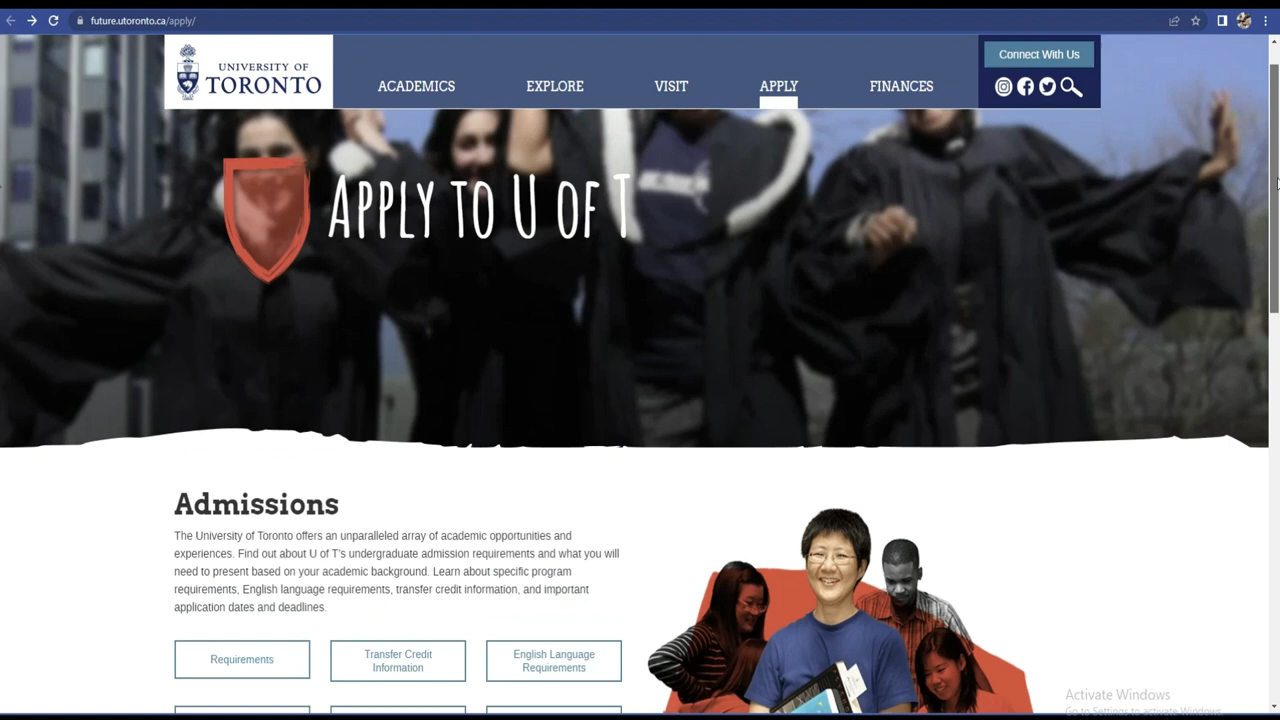 future.utoronto.ca/apply/
UNIVERSITY OF
TORONTO
ACADEMICS
EXPLORE
VISIT
APPLY
FINANCES
Connect With Us
APPLY TO U OF T
Admissions
The University of Toronto offers an unparalleled array of academic opportunities and
experiences. Find out about U of T's undergraduate admission requirements and what you will
need to present based on your academic background. Learn about specific program
requirements, English language requirements, transfer credit information, and important
application dates and deadlines.
Requirements
Transfer Credit
Information
English Language
Requirements
Activate Windows
Go to Settings to activate Windows.